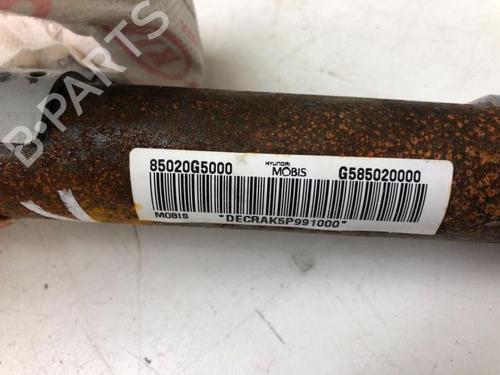 85020G5000 HYUNDAI MOBIS G585020000
MOBIS *DECRAK5P991000*
B-PARTS